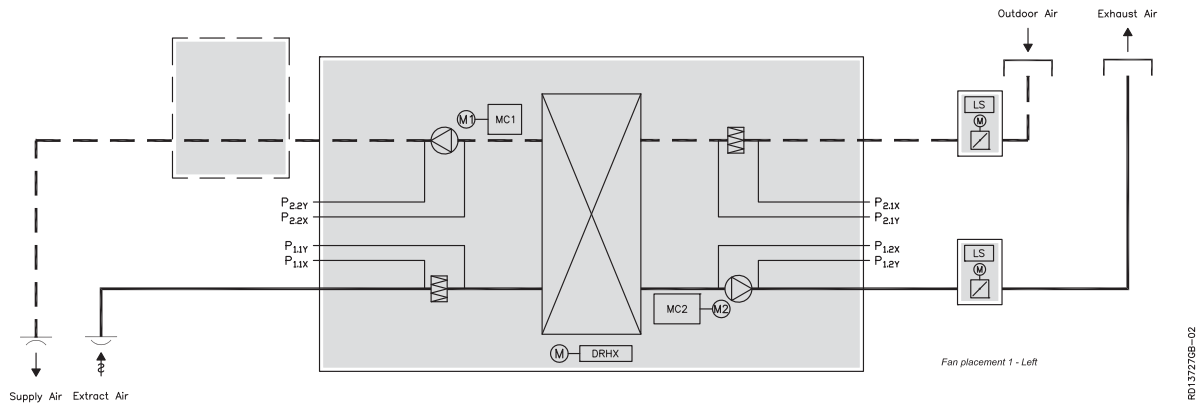 Outdoor Air
Exhaust Air
LS
M
M1
MC1
P2.2Y
P2.2X
P2.1X
P2.1Y
P1.1Y
P1.1X
P1.2X
P1.2Y
LS
M
MC2
M2
M
DRHX
Fan placement 1 - Left
Supply Air
Extract Air
RD13727GB-02